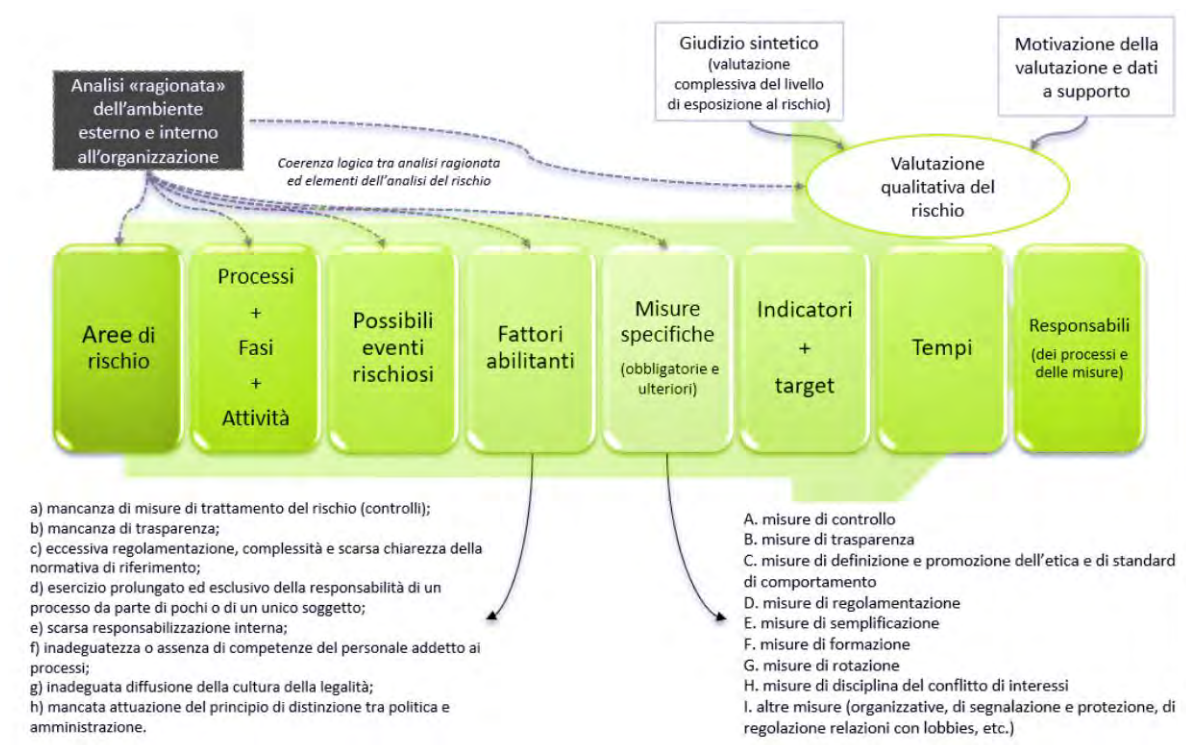 Giudizio sintetico
(valutazione
complessiva del livello
di esposizione al rischio)
Motivazione della
valutazione e dati
a supporto
Analisi «ragionata»
dell'ambiente
esterno e interno
all'organizzazione
Coerenza logica tra analisi ragionata
ed elementi dell'analisi del rischio
Valutazione
qualitativa del
rischio
Aree di
rischio
Processi
+
Fasi
+
Attività
Possibili
eventi
rischiosi
Fattori
abilitanti
Misure
specifiche
(obbligatorie e
ulteriori)
Indicatori
+
target
Tempi
Responsabili
(dei processi e
delle misure)
a) mancanza di misure di trattamento del rischio (controlli);
b) mancanza di trasparenza;
c) eccessiva regolamentazione, complessità e scarsa chiarezza della
normativa di riferimento;
d) esercizio prolungato ed esclusivo della responsabilità di un
processo da parte di pochi o di un unico soggetto;
e) scarsa responsabilizzazione interna;
f) inadeguatezza o assenza di competenze del personale addetto ai
processi;
g) inadeguata diffusione della cultura della legalità;
h) mancata attuazione del principio di distinzione tra politica e
amministrazione.
A. misure di controllo
B. misure di trasparenza
C. misure di definizione e promozione dell'etica e di standard
di comportamento
D. misure di regolamentazione
E. misure di semplificazione
F. misure di formazione
G. misure di rotazione
H. misure di disciplina del conflitto di interessi
I. altre misure (organizzative, di segnalazione e protezione, di
regolazione relazioni con lobbies, etc.)